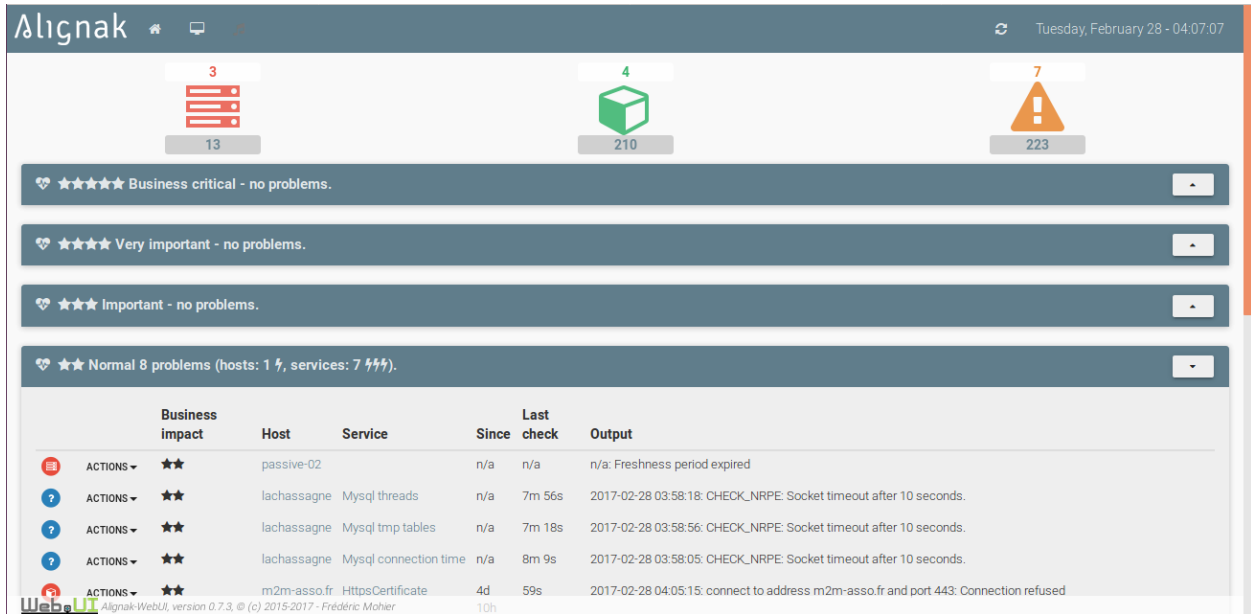 Alignak Tuesday, February 28 - 04:07:07
3 4 7
13 210 223
Business critical - no problems.
Very important - no problems.
Important - no problems.
Normal 8 problems (hosts: 1, services: 7).
Business impact Host Service Since Last check Output
ACTIONS passive-02 n/a n/a n/a: Freshness period expired
? ACTIONS lachassagne Mysql threads n/a 7m 56s 2017-02-28 03:58:18: CHECK_NRPE: Socket timeout after 10 seconds.
? ACTIONS lachassagne Mysql tmp tables n/a 7m 18s 2017-02-28 03:58:56: CHECK_NRPE: Socket timeout after 10 seconds.
? ACTIONS lachassagne Mysql connection time n/a 8m 9s 2017-02-28 03:58:05: CHECK_NRPE: Socket timeout after 10 seconds.
ACTIONS m2m-asso.fr HttpsCertificate 4d 10h 59s 2017-02-28 04:05:15: connect to address m2m-asso.fr and port 443: Connection refused
WebUI Alignak-WebUI, version 0.7.3, © (c) 2015-2017 - Frédéric Mohier